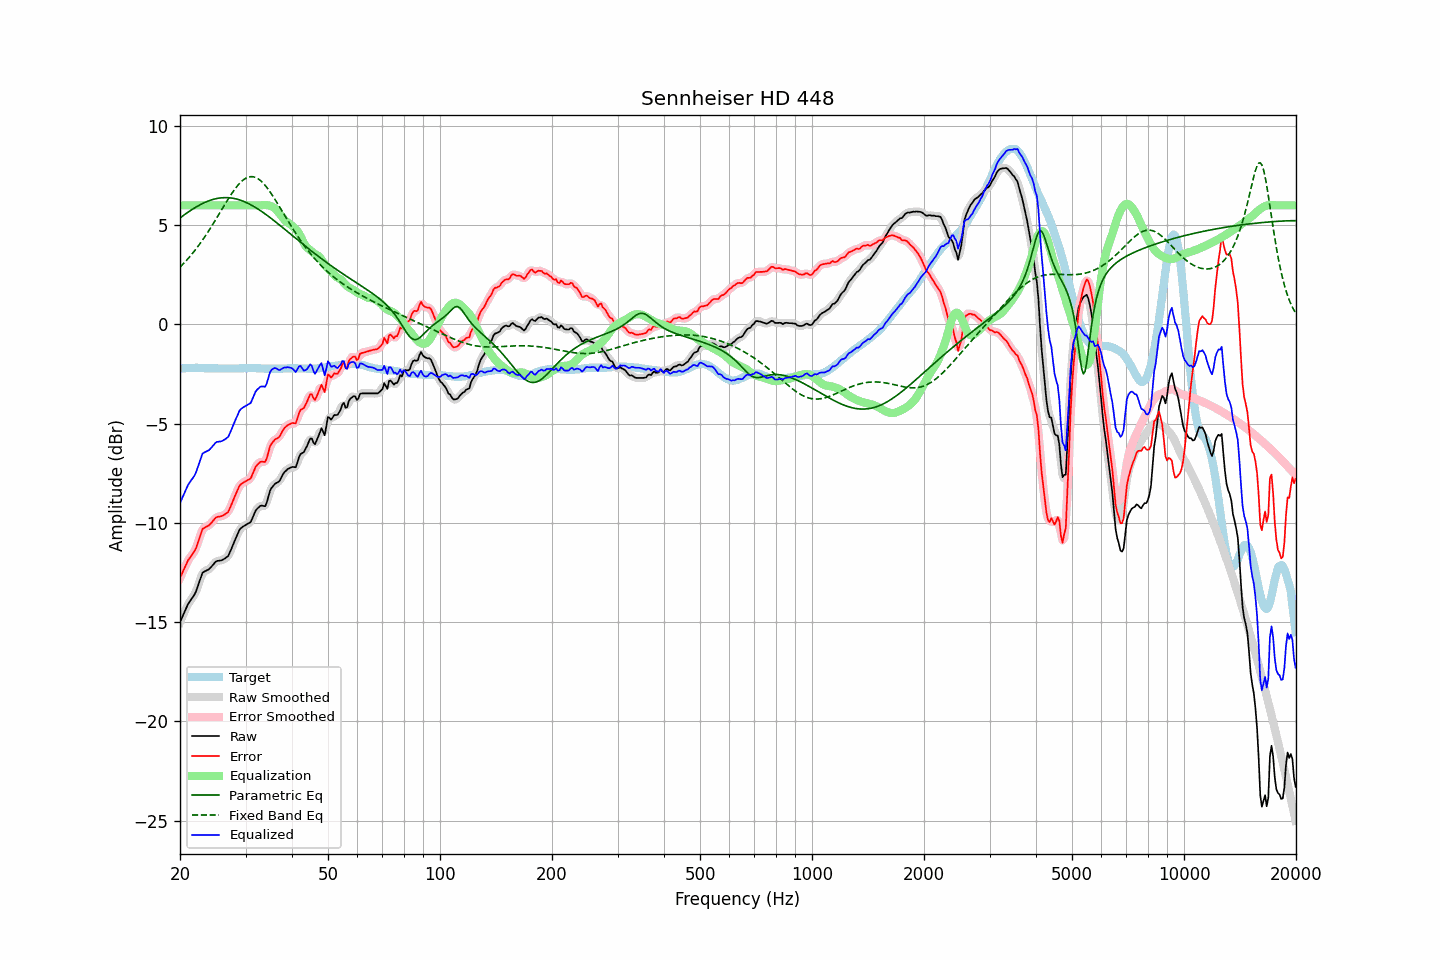 Sennheiser HD 448
Amplitude (dBr)
10
5
0
−5
−10
−15
−20
−25
Target
Raw Smoothed
Error Smoothed
Raw
Error
Equalization
Parametric Eq
Fixed Band Eq
Equalized
20 50 100 200 500 1000 2000 5000 10000 20000
Frequency (Hz)